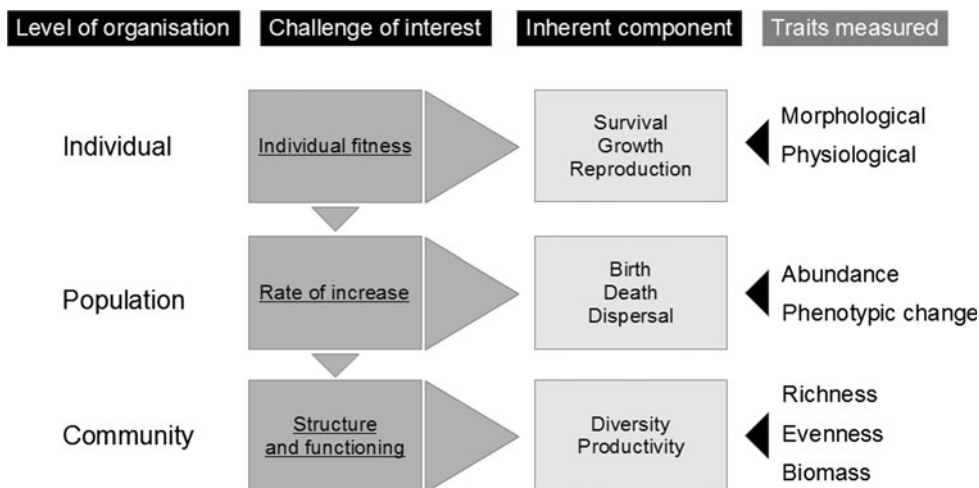 Level of organisation
Challenge of interest
Inherent component
Traits measured
Individual
Individual fitness
Survival
Growth
Reproduction
Morphological
Physiological
Population
Rate of increase
Birth
Death
Dispersal
Abundance
Phenotypic change
Community
Structure
and functioning
Diversity
Productivity
Richness
Evenness
Biomass